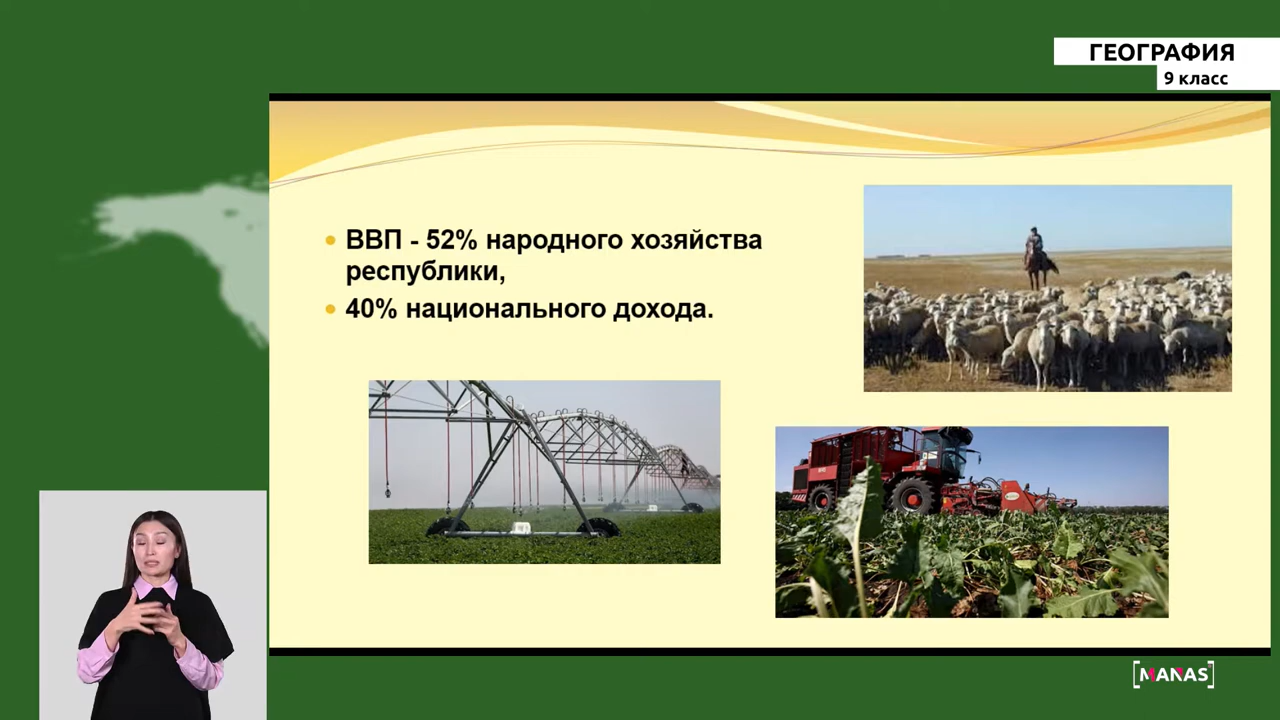 ГЕОГРАФИЯ
9 класс
ВВП - 52% народного хозяйства
республики,
40% национального дохода.
[MANAS]